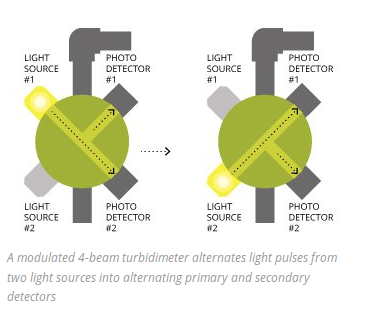 LIGHT
SOURCE
#1
PHOTO
DETECTOR
#1
LIGHT
SOURCE
#2
PHOTO
DETECTOR
#2
LIGHT
SOURCE
#1
PHOTO
DETECTOR
#1
LIGHT
SOURCE
#2
PHOTO
DETECTOR
#2
A modulated 4-beam turbidimeter alternates light pulses from
two light sources into alternating primary and secondary
detectors